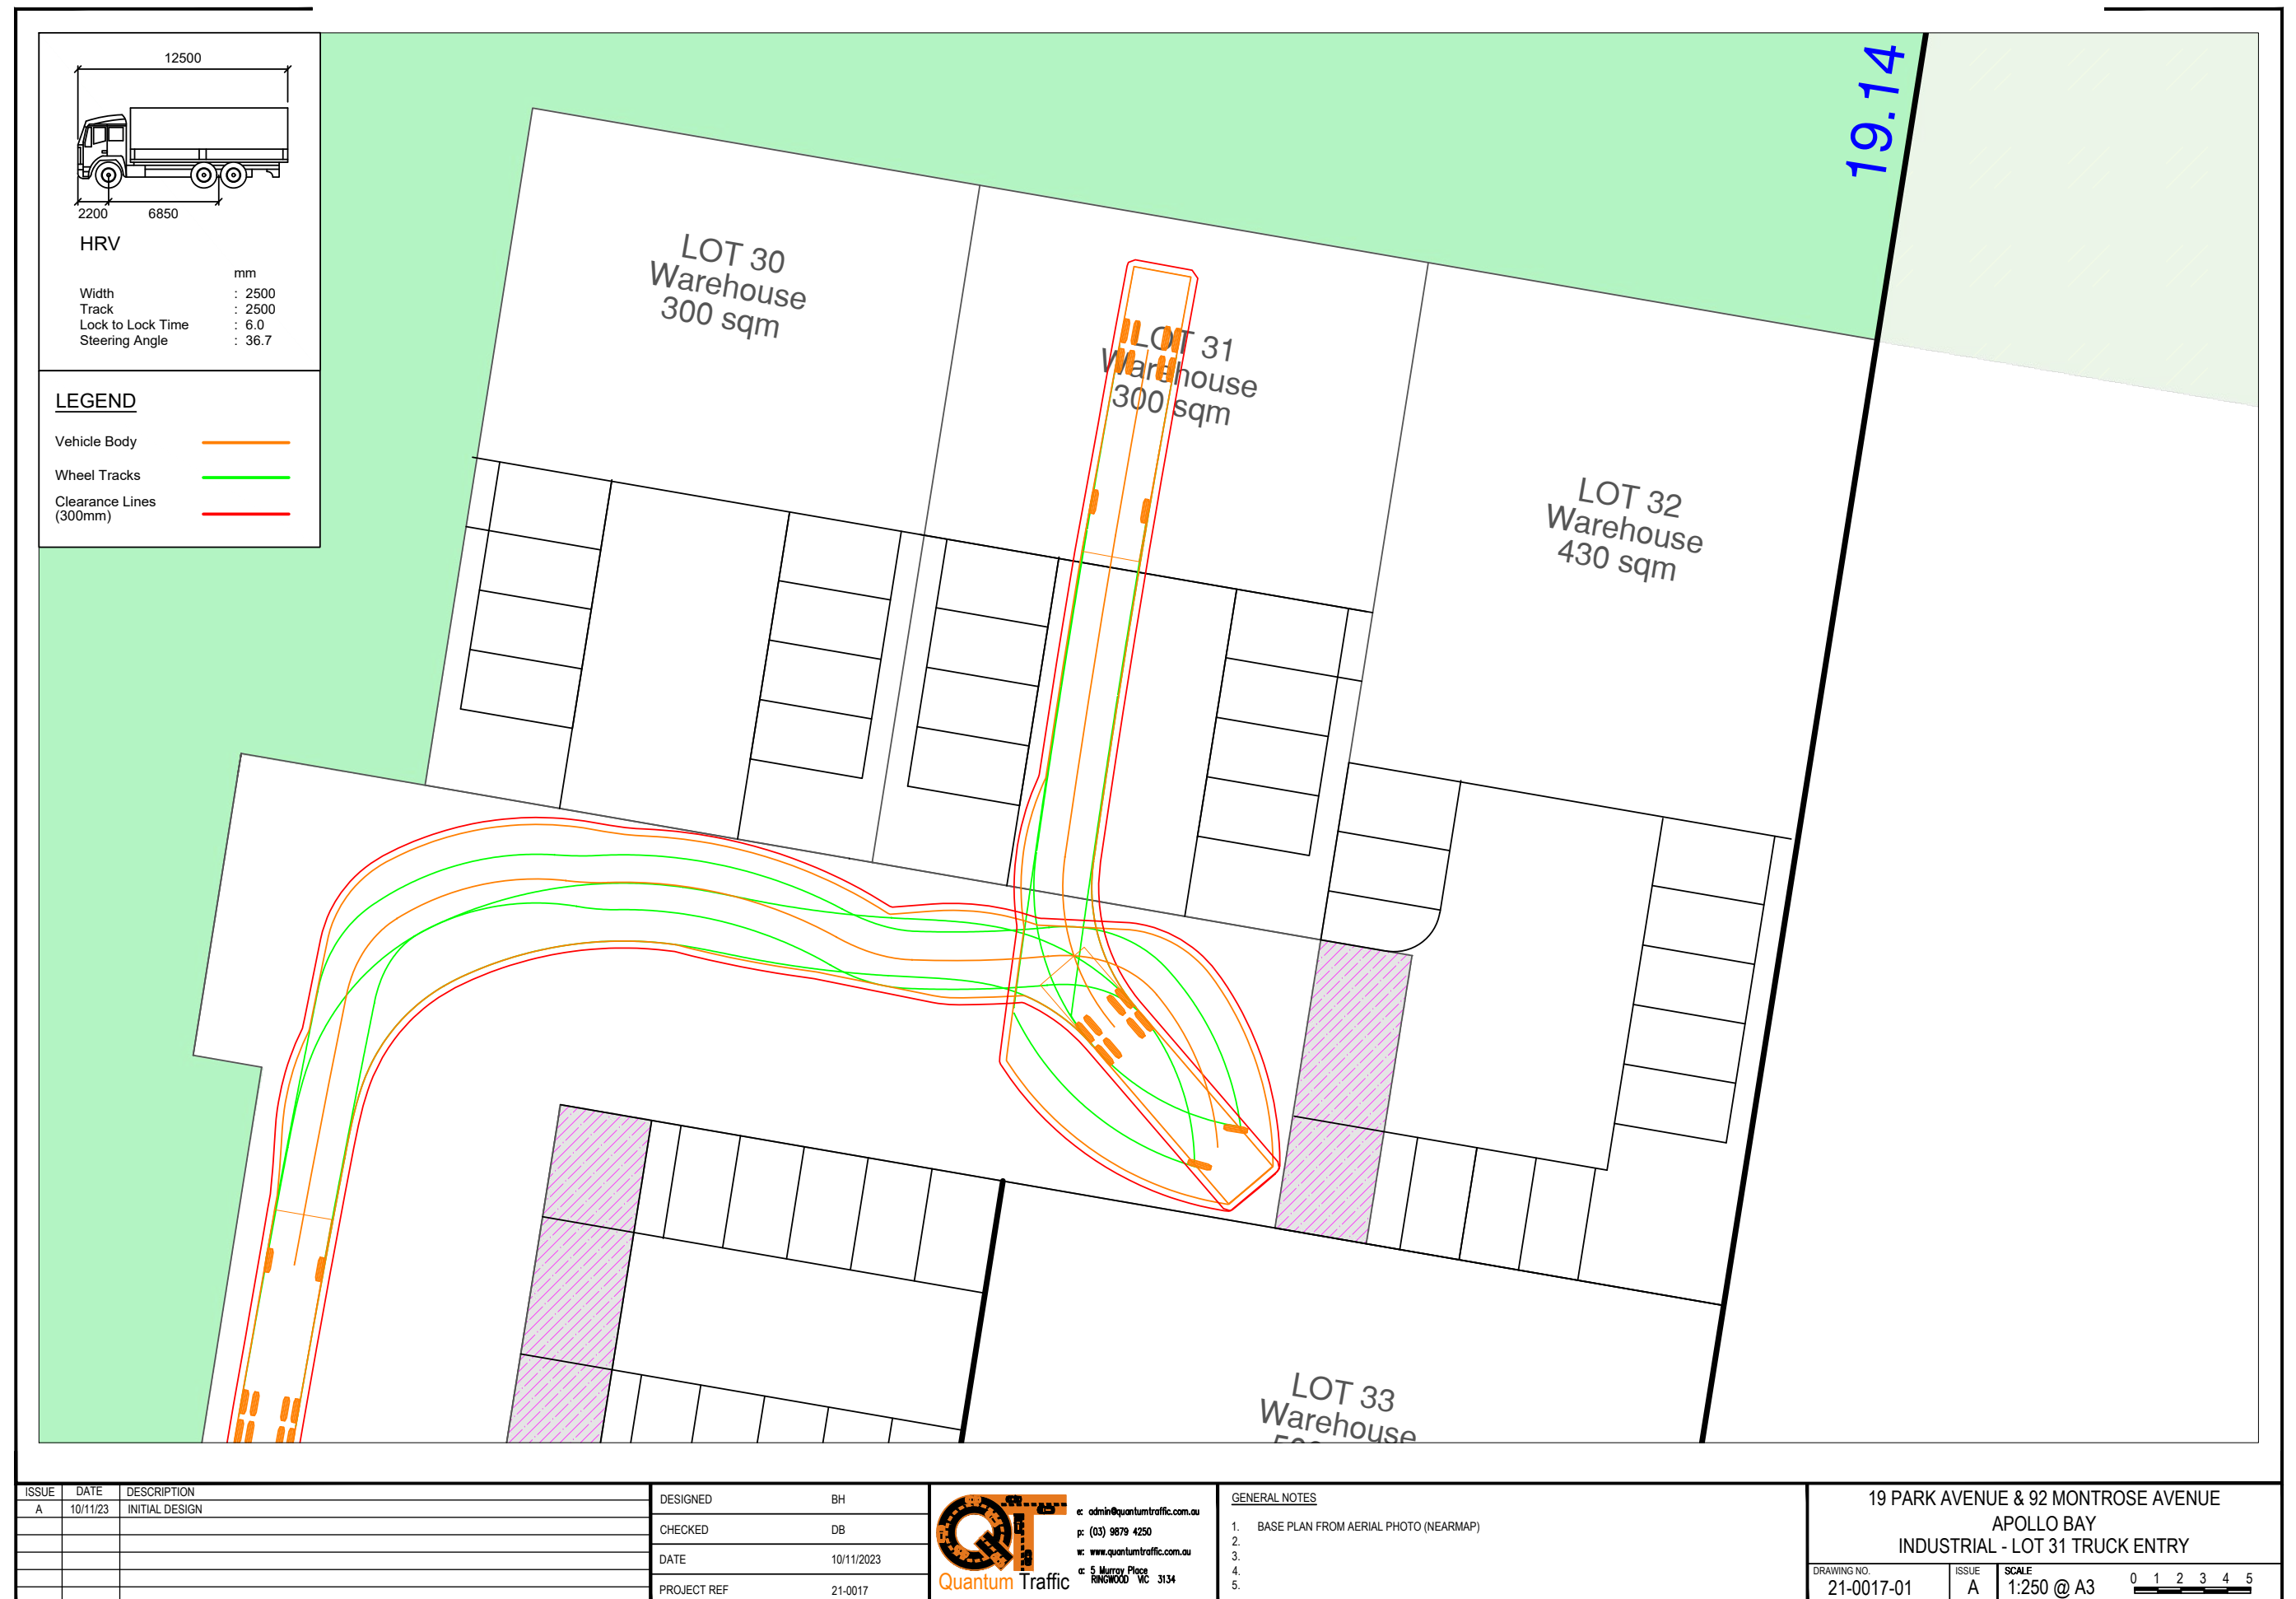 12500
2200 6850
HRV
mm
Width : 2500
Track : 2500
Lock to Lock Time : 6.0
Steering Angle : 36.7
LEGEND
Vehicle Body
Wheel Tracks
Clearance Lines
(300mm)
19.14
LOT 30
Warehouse
300 sqm
LOT 31
Warehouse
300 sqm
LOT 32
Warehouse
430 sqm
LOT 33
Warehouse
ISSUE DATE DESCRIPTION
A 10/11/23 INITIAL DESIGN
DESIGNED BH
CHECKED DB
DATE 10/11/2023
PROJECT REF 21-0017
QT
Quantum Traffic
e: admin@quantumtraffic.com.au
p: (03) 9879 4250
w: www.quantumtraffic.com.au
a: 5 Murray Place
RINGWOOD VIC 3134
GENERAL NOTES
1. BASE PLAN FROM AERIAL PHOTO (NEARMAP)
2.
3.
4.
5.
19 PARK AVENUE & 92 MONTROSE AVENUE
APOLLO BAY
INDUSTRIAL - LOT 31 TRUCK ENTRY
DRAWING NO.
21-0017-01
ISSUE
A
SCALE
1:250 @ A3
0 1 2 3 4 5